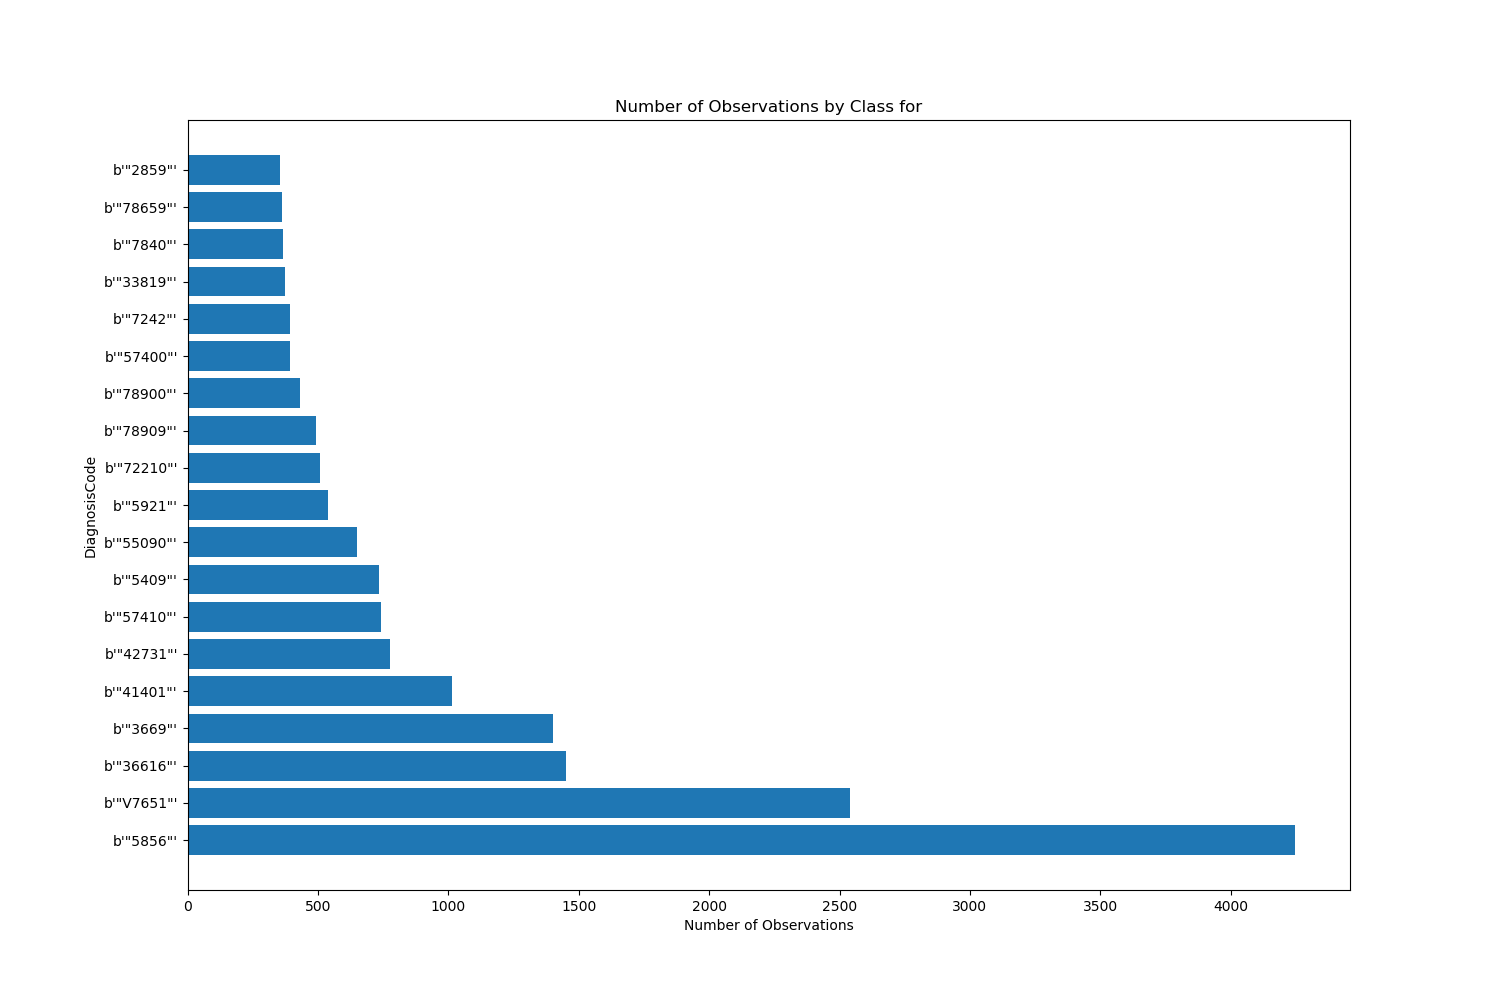 Number of Observations by Class for
DiagnosisCode
b'"2859"'
b'"78659"'
b'"7840"'
b'"33819"'
b'"7242"'
b'"57400"'
b'"78900"'
b'"78909"'
b'"72210"'
b'"5921"'
b'"55090"'
b'"5409"'
b'"57410"'
b'"42731"'
b'"41401"'
b'"3669"'
b'"36616"'
b'"V7651"'
b'"5856"'
0 500 1000 1500 2000 2500 3000 3500 4000
Number of Observations